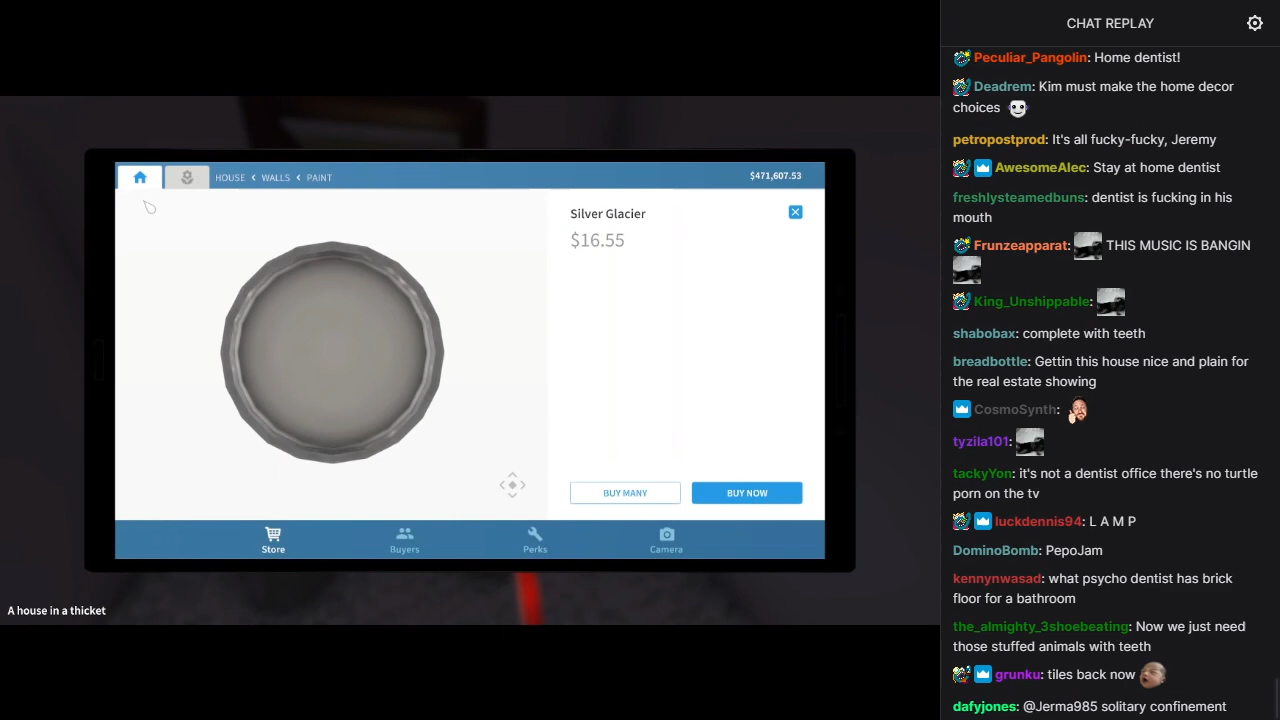 CHAT REPLAY
HOUSE < WALLS < PAINT
$471,607.53
Silver Glacier
$16.55
BUY MANY
BUY NOW
Store
Buyers
Perks
Camera
A house in a thicket
Peculiar_Pangolin: Home dentist!
Deadrem: Kim must make the home decor
choices
petropostprod: It's all fucky-fucky, Jeremy
AwesomeAlec: Stay at home dentist
freshlysteamedbuns: dentist is fucking in his
mouth
Frunzeapparat: THIS MUSIC IS BANGIN
King_Unshippable:
shabobax: complete with teeth
breadbottle: Gettin this house nice and plain for
the real estate showing
CosmoSynth:
tyzila101:
tackyYon: it's not a dentist office there's no turtle
porn on the tv
luckdennis94: L A M P
DominoBomb: PepoJam
kennynwasad: what psycho dentist has brick
floor for a bathroom
the_almighty_3shoebeating: Now we just need
those stuffed animals with teeth
grunku: tiles back now
dafyjones: @Jerma985 solitary confinement